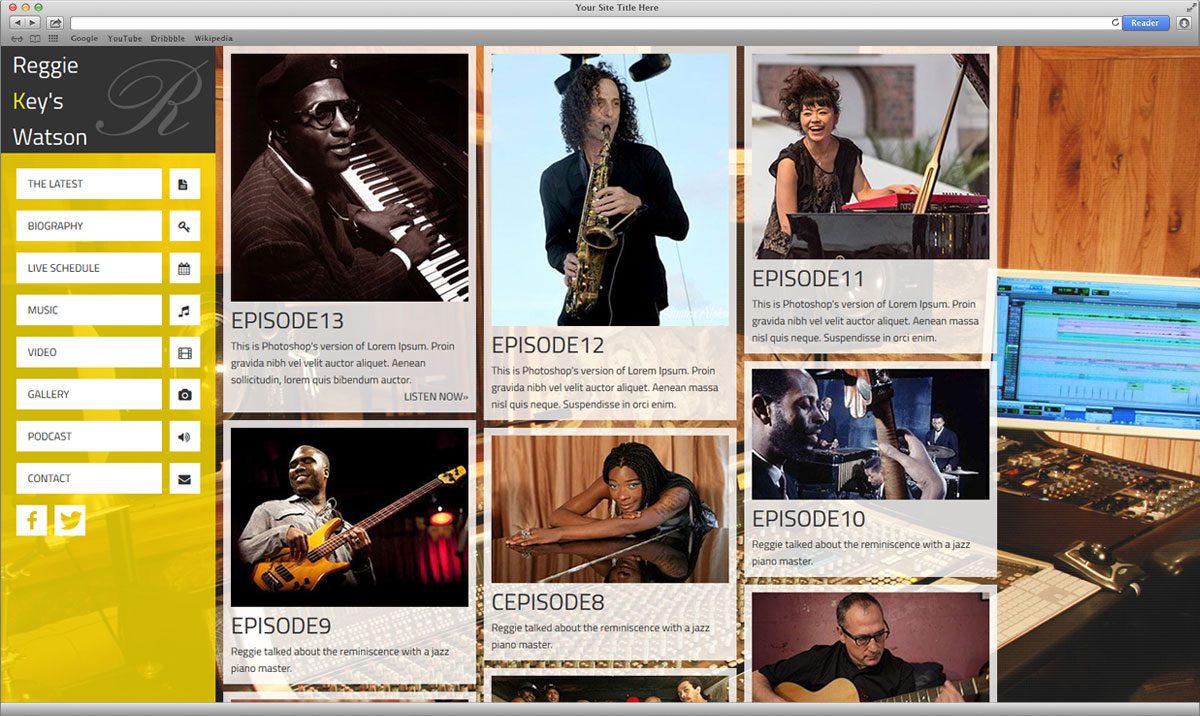 Your Site Title Here
Reader
Google YouTube Dribbble Wikipedia
Reggie
Key's
Watson
R
THE LATEST
BIOGRAPHY
LIVE SCHEDULE
MUSIC
VIDEO
GALLERY
PODCAST
CONTACT
EPISODE13
This is Photoshop's version of Lorem Ipsum. Proin
gravida nibh vel velit auctor aliquet. Aenean
sollicitudin, lorem quis bibendum auctor.
LISTEN NOW»
EPISODE9
Reggie talked about the reminiscence with a jazz
piano master.
EPISODE12
This is Photoshop's version of Lorem Ipsum. Proin
gravida nibh vel velit auctor aliquet. Aenean massa
nisl quis neque. Suspendisse in orci enim.
CEPISODE8
Reggie talked about the reminiscence with a jazz
piano master.
nord
EPISODE11
This is Photoshop's version of Lorem Ipsum. Proin
gravida nibh vel velit auctor aliquet. Aenean massa
nisl quis neque. Suspendisse in orci enim.
EPISODE10
Reggie talked about the reminiscence with a jazz
piano master.